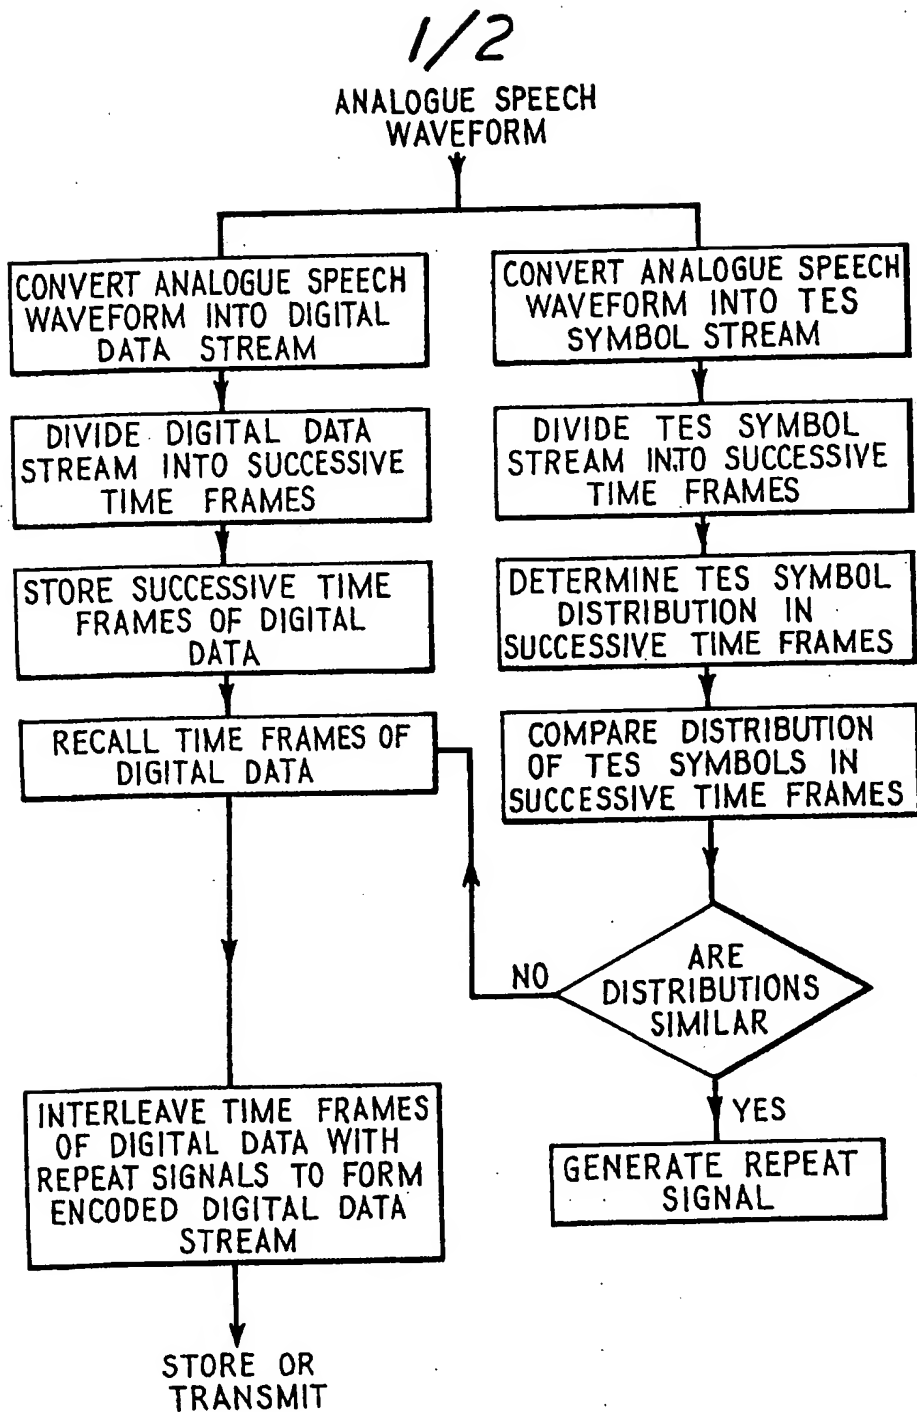 1/2
ANALOGUE SPEECH
WAVEFORM
CONVERT ANALOGUE SPEECH
WAVEFORM INTO DIGITAL
DATA STREAM
DIVIDE DIGITAL DATA
STREAM INTO SUCCESSIVE
TIME FRAMES
STORE SUCCESSIVE TIME
FRAMES OF DIGITAL
DATA
RECALL TIME FRAMES OF
DIGITAL DATA
INTERLEAVE TIME FRAMES
OF DIGITAL DATA WITH
REPEAT SIGNALS TO FORM
ENCODED DIGITAL DATA
STREAM
STORE OR
TRANSMIT
CONVERT ANALOGUE SPEECH
WAVEFORM INTO TES
SYMBOL STREAM
DIVIDE TES SYMBOL
STREAM INTO SUCCESSIVE
TIME FRAMES
DETERMINE TES SYMBOL
DISTRIBUTION IN
SUCCESSIVE TIME FRAMES
COMPARE DISTRIBUTION
OF TES SYMBOLS IN
SUCCESSIVE TIME FRAMES
ARE
DISTRIBUTIONS
SIMILAR
NO
YES
GENERATE REPEAT
SIGNAL